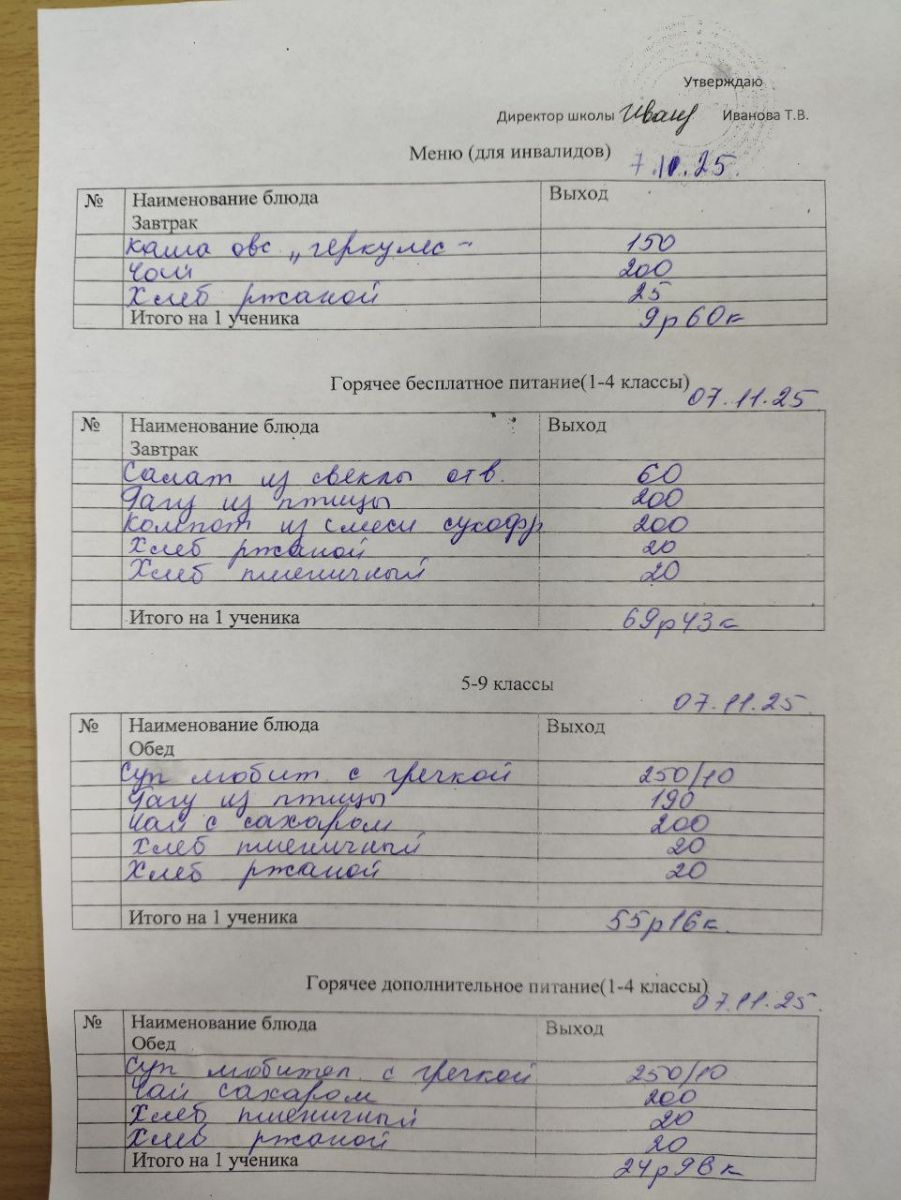 Утверждаю
Директор школы Иван Иванова Т.В.
Меню (для инвалидов) 7.11.25.
№ Наименование блюда Выход
Завтрак
каша овс „геркулес" 150
Чай 200
Хлеб ржаной 25
Итого на 1 ученика 9р60к
Горячее бесплатное питание(1-4 классы) 07.11.25
№ Наименование блюда Выход
Завтрак
Салат из свеклы отв. 60
Рагу из птицы 200
Компот из смеси сухофр 200
Хлеб ржаной 20
Хлеб пшеничный 20
Итого на 1 ученика 69р43к
5-9 классы 07.11.25
№ Наименование блюда Выход
Обед
Суп любит с гречкой 250/10
Рагу из птицы 190
Чай с сахаром 200
Хлеб пшеничный 20
Хлеб ржаной 20
Итого на 1 ученика 55р16к.
Горячее дополнительное питание(1-4 классы) 07.11.25
№ Наименование блюда Выход
Обед
Суп любител с гречкой 250/10
Чай сахаром 200
Хлеб пшеничный 20
Хлеб ржаной 20
Итого на 1 ученика 24р96к